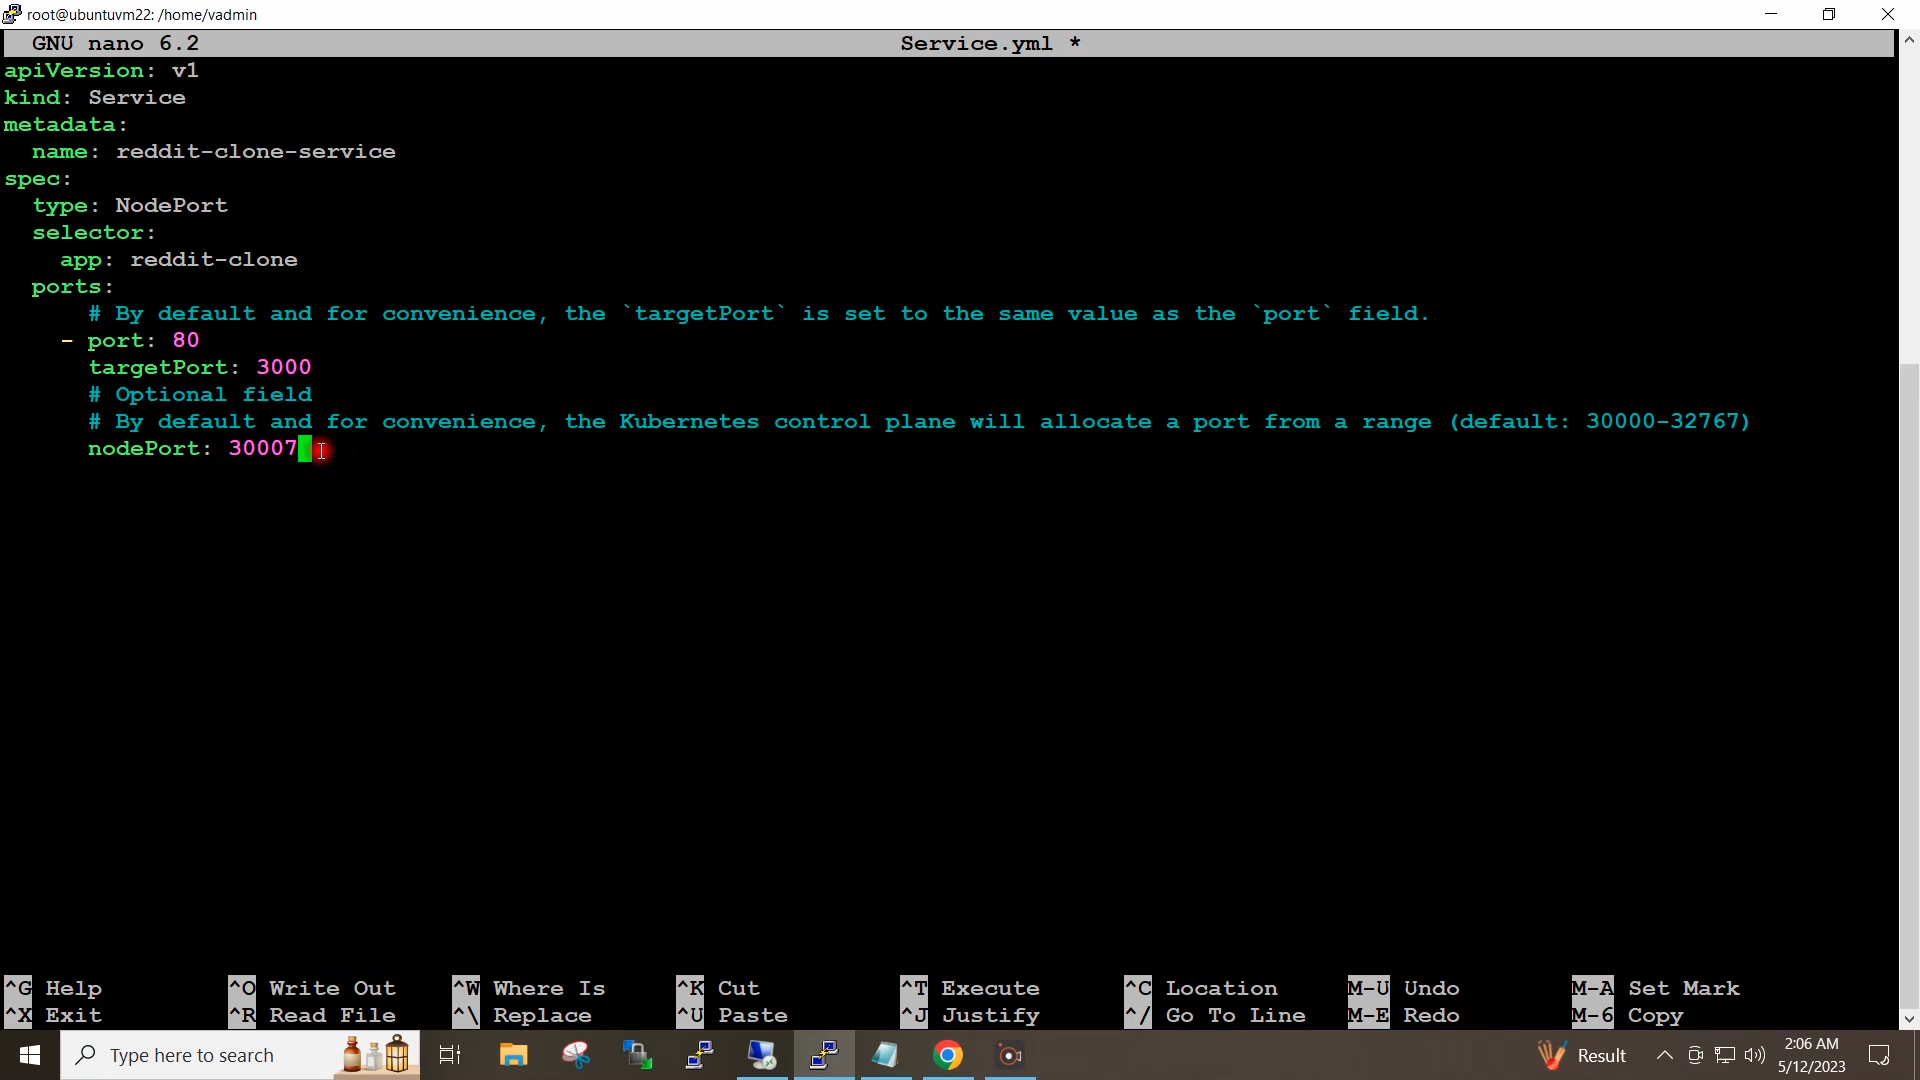 root@ubuntuvm22: /home/vadmin
GNU nano 6.2 Service.yml *
apiVersion: v1
kind: Service
metadata:
  name: reddit-clone-service
spec:
  type: NodePort
  selector:
    app: reddit-clone
  ports:
      # By default and for convenience, the `targetPort` is set to the same value as the `port` field.
    - port: 80
      targetPort: 3000
      # Optional field
      # By default and for convenience, the Kubernetes control plane will allocate a port from a range (default: 30000-32767)
      nodePort: 30007
^G Help ^O Write Out ^W Where Is ^K Cut ^T Execute ^C Location M-U Undo M-A Set Mark
^X Exit ^R Read File ^\ Replace ^U Paste ^J Justify ^/ Go To Line M-E Redo M-6 Copy
Type here to search Result 2:06 AM
5/12/2023